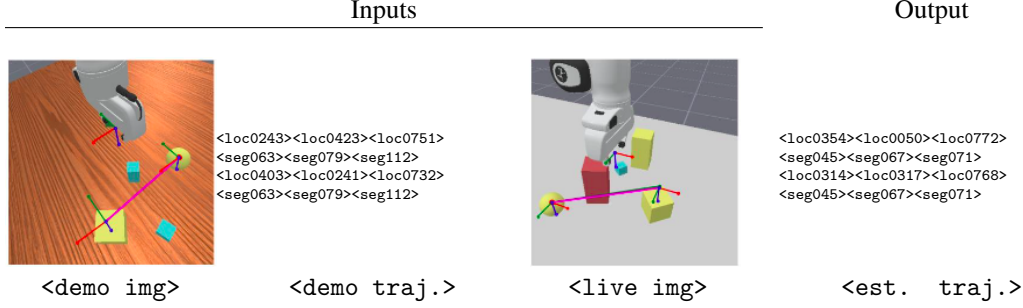 Inputs
Output
<loc0243><loc0423><loc0751>
<seg063><seg079><seg112>
<loc0403><loc0241><loc0732>
<seg063><seg079><seg112>
<loc0354><loc0050><loc0772>
<seg045><seg067><seg071>
<loc0314><loc0317><loc0768>
<seg045><seg067><seg071>
<demo img>
<demo traj.>
<live img>
<est. traj.>